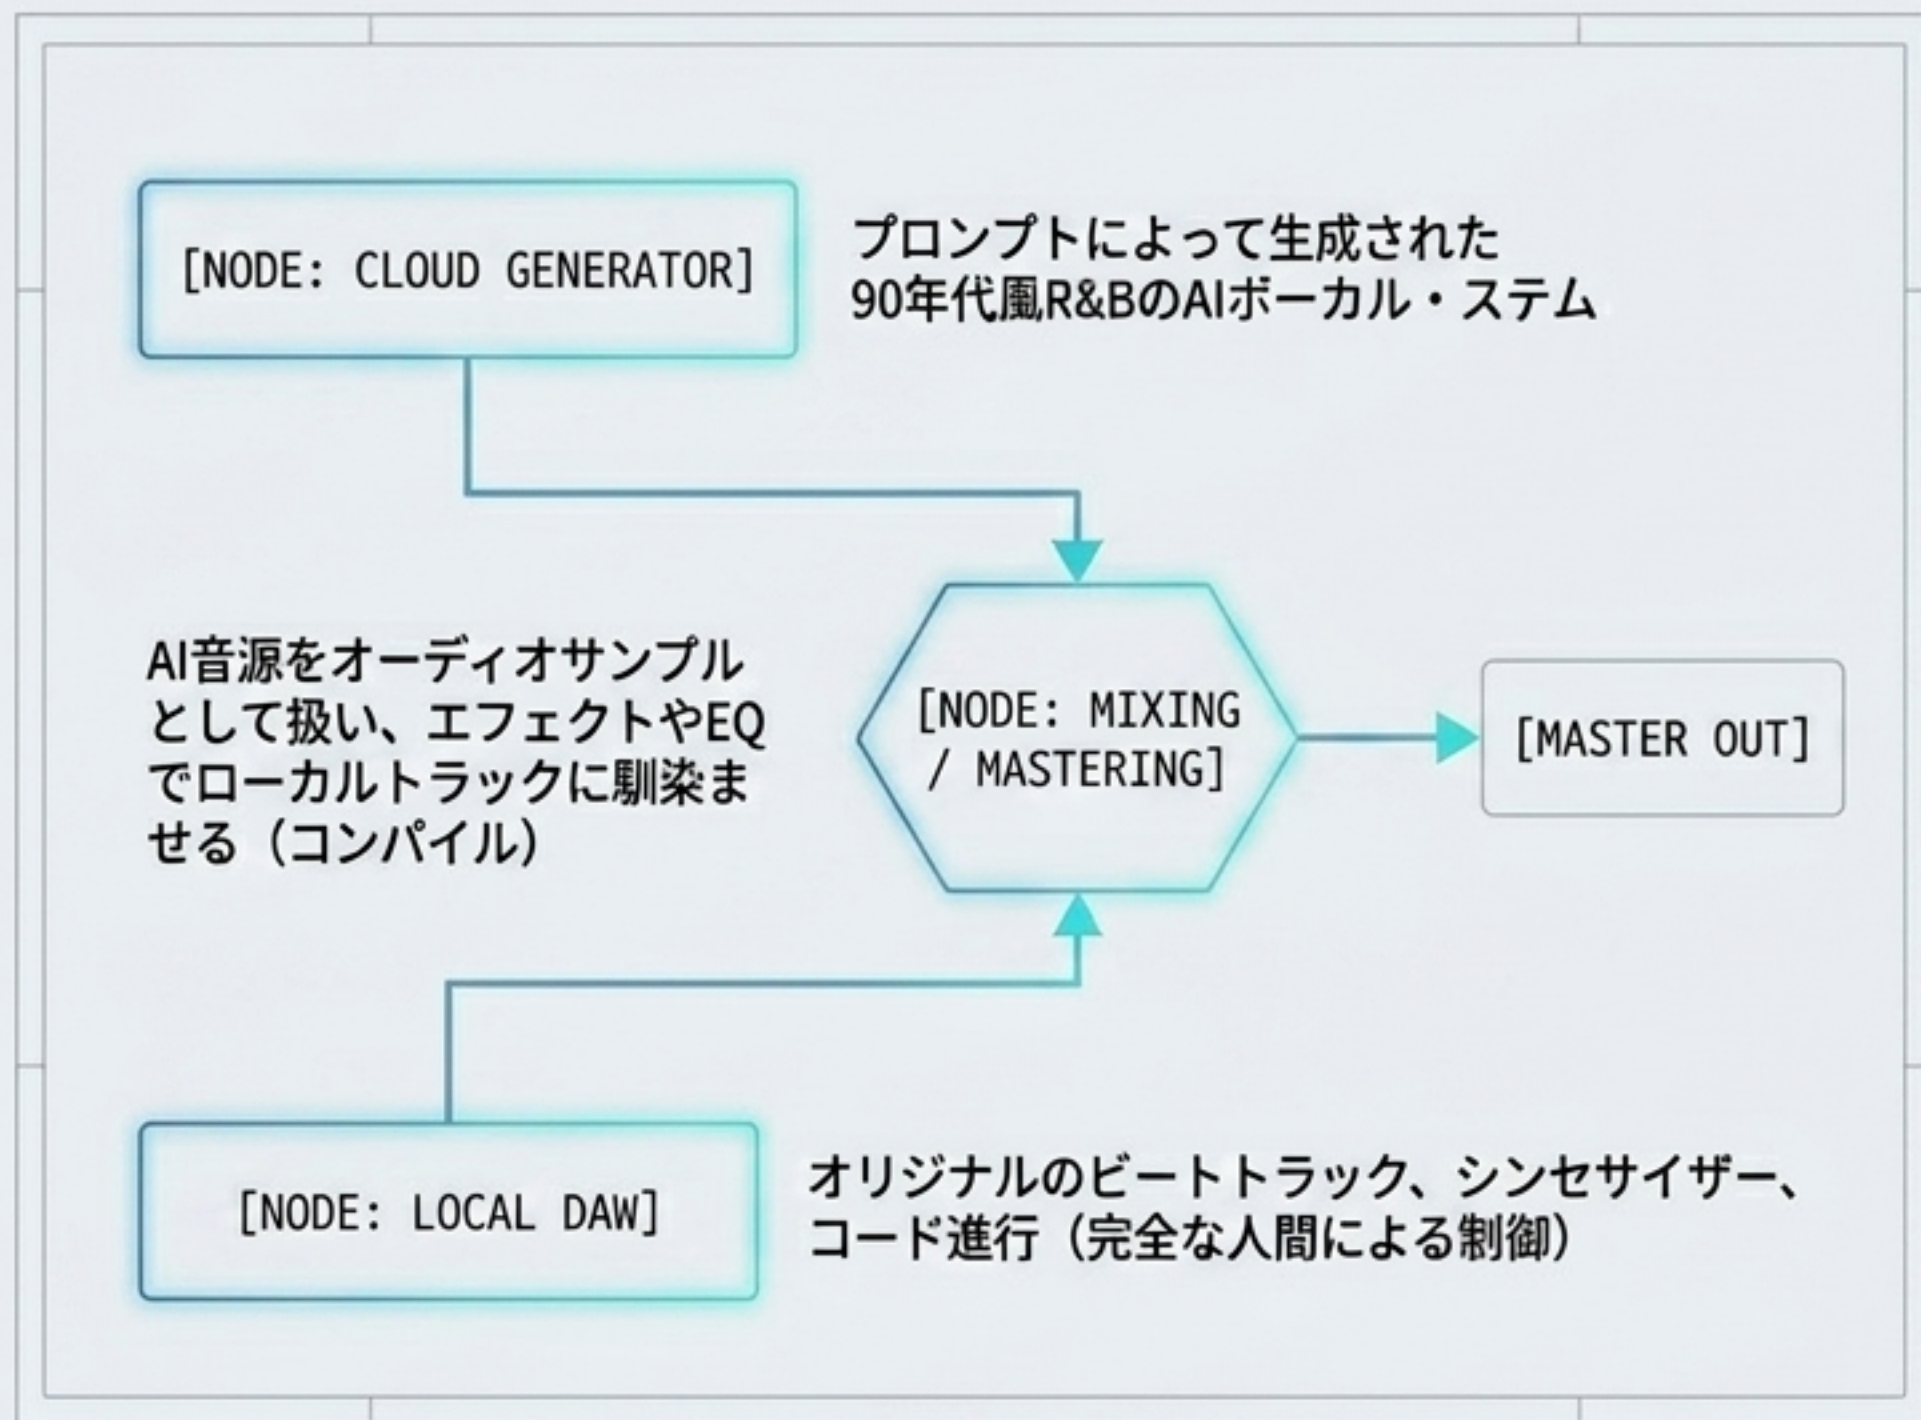 [NODE: CLOUD GENERATOR]
プロンプトによって生成された
90年代風R&BのAIボーカル・ステム
AI音源をオーディオサンプル
として扱い、エフェクトやEQ
でローカルトラックに馴染ま
せる（コンパイル）
[NODE: MIXING
/ MASTERING]
[MASTER OUT]
[NODE: LOCAL DAW]
オリジナルのビートトラック、シンセサイザー、
コード進行（完全な人間による制御）